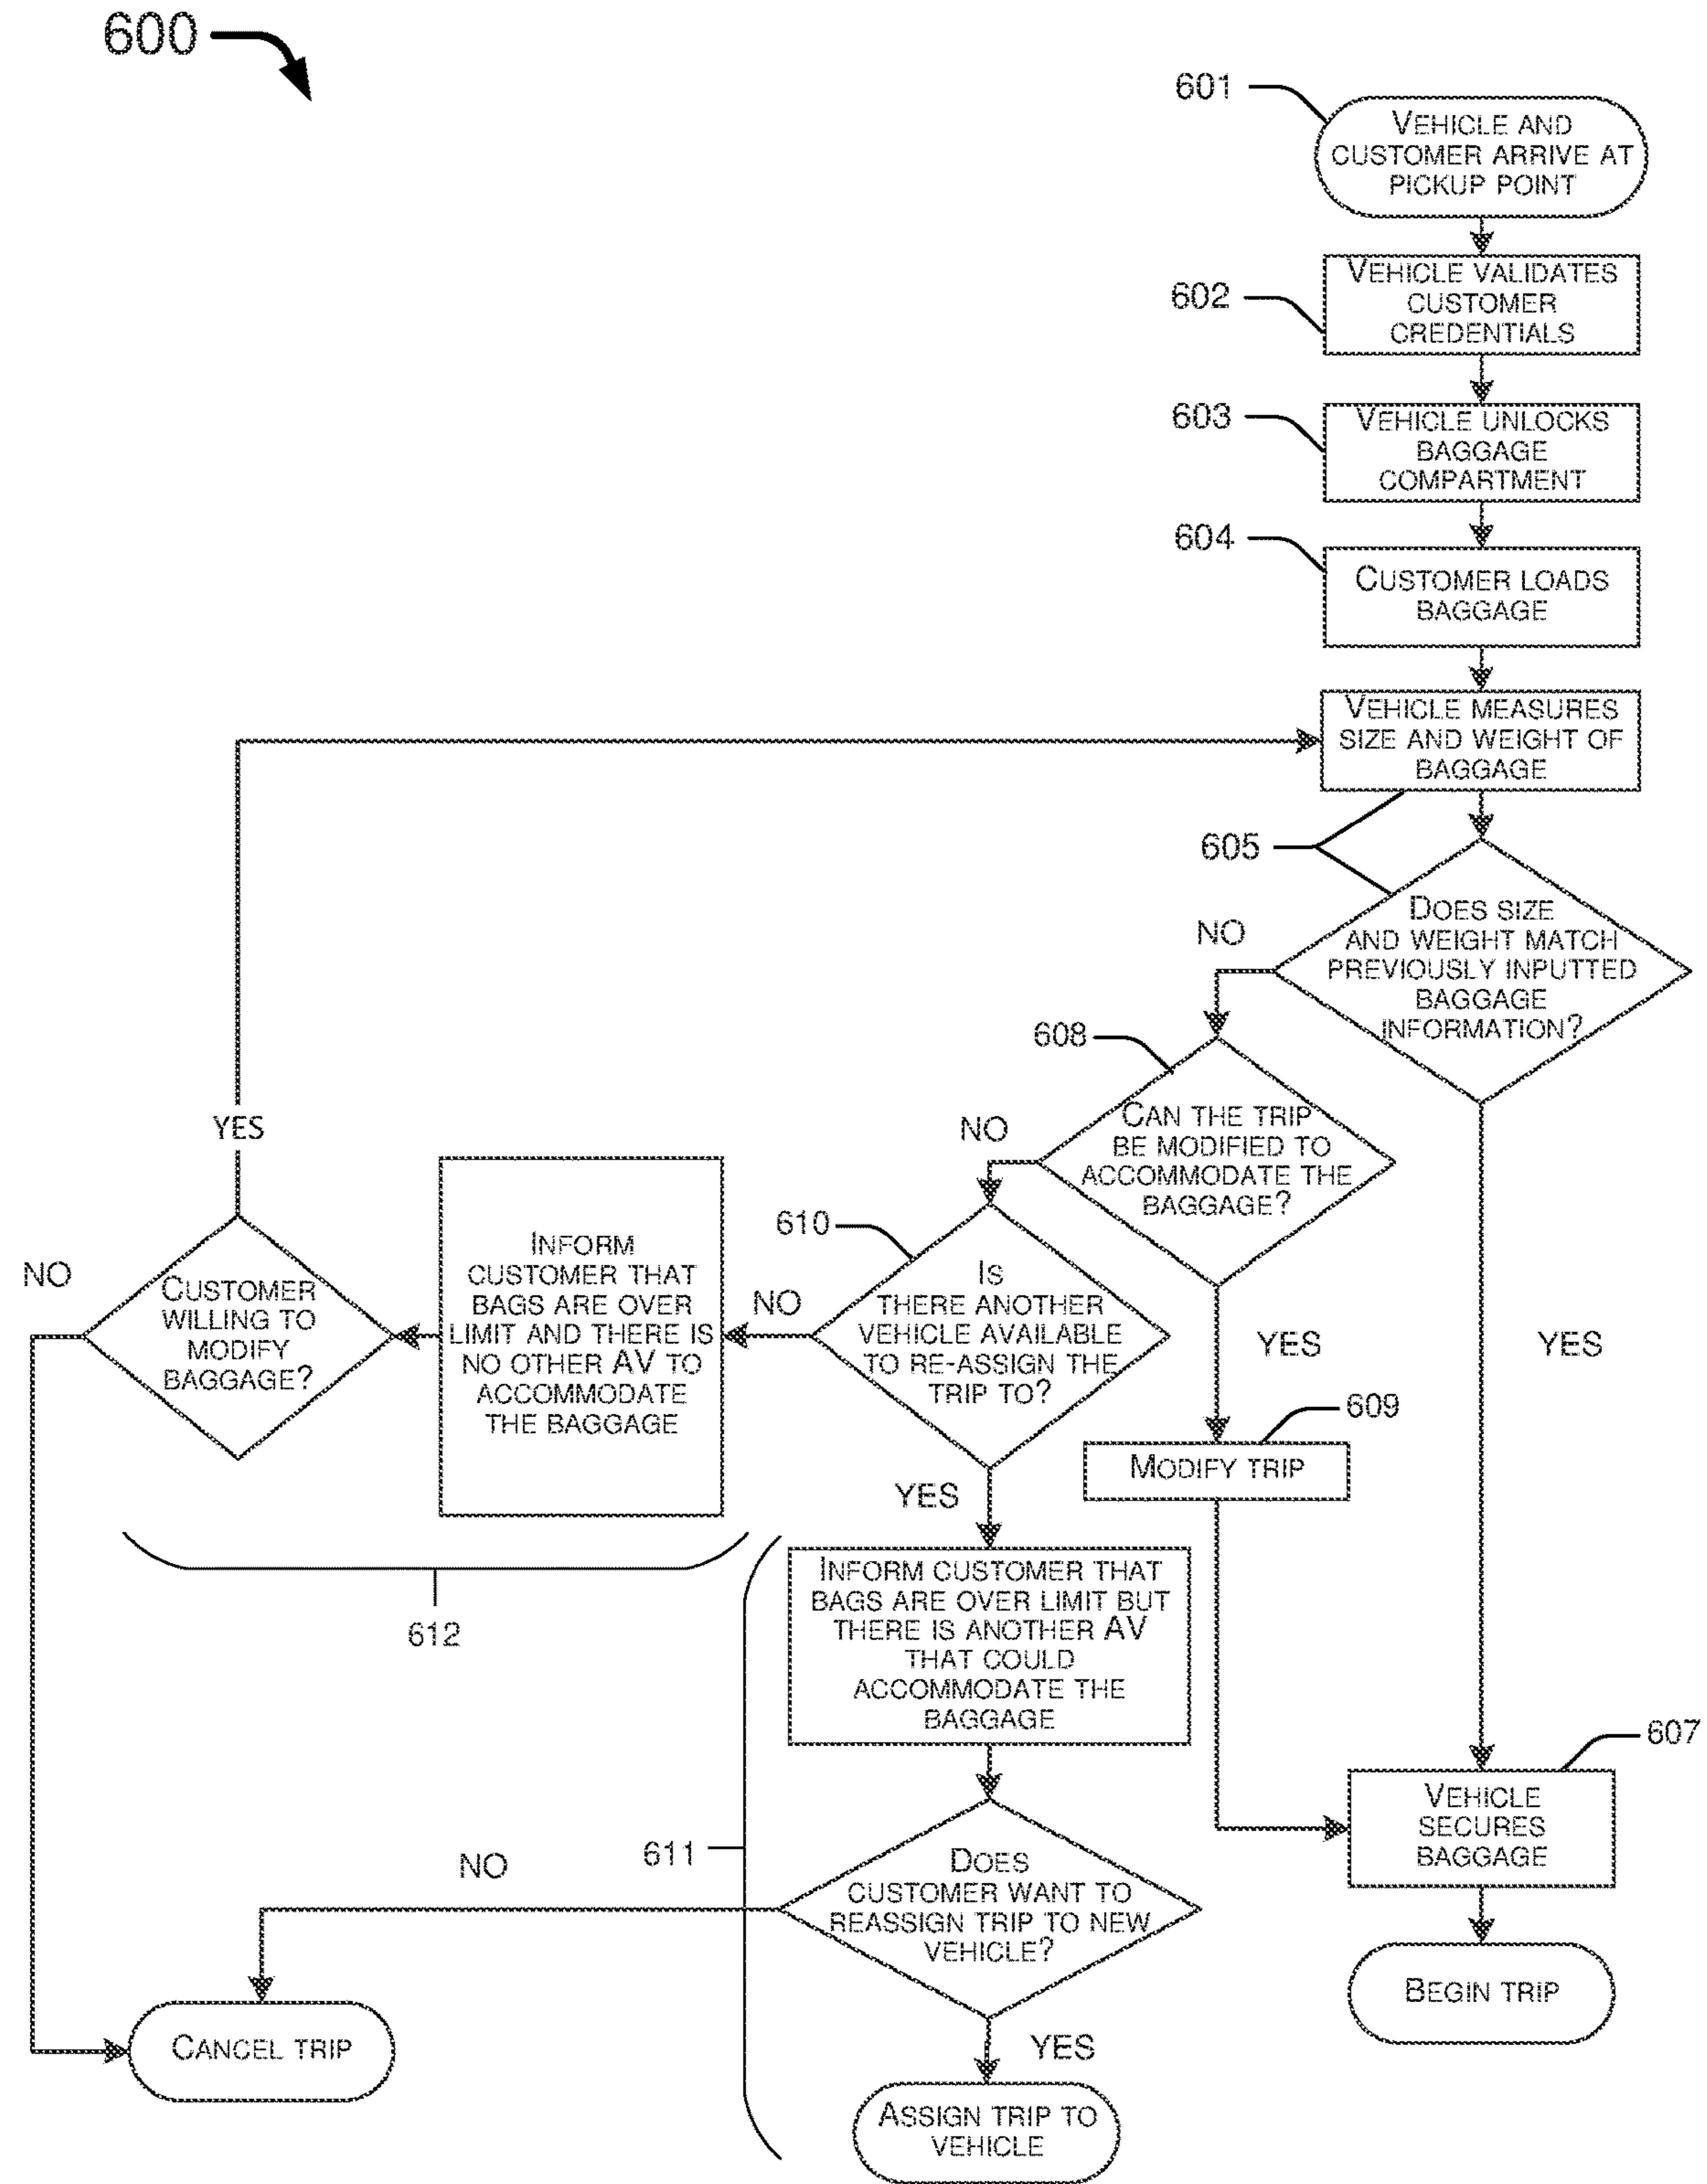 600
601
VEHICLE AND
CUSTOMER ARRIVE AT
PICKUP POINT
602
VEHICLE VALIDATES
CUSTOMER
CREDENTIALS
603
VEHICLE UNLOCKS
BAGGAGE
COMPARTMENT
604
CUSTOMER LOADS
BAGGAGE
VEHICLE MEASURES
SIZE AND WEIGHT OF
BAGGAGE
605
DOES SIZE
AND WEIGHT MATCH
PREVIOUSLY INPUTTED
BAGGAGE
INFORMATION?
NO
YES
608
CAN THE TRIP
BE MODIFIED TO
ACCOMMODATE THE
BAGGAGE?
NO
YES
609
MODIFY TRIP
610
IS
THERE ANOTHER
VEHICLE AVAILABLE
TO RE-ASSIGN THE
TRIP TO?
NO
YES
INFORM
CUSTOMER THAT
BAGS ARE OVER
LIMIT AND THERE IS
NO OTHER AV TO
ACCOMMODATE
THE BAGGAGE
CUSTOMER
WILLING TO
MODIFY
BAGGAGE?
YES
NO
612
INFORM CUSTOMER THAT
BAGS ARE OVER LIMIT BUT
THERE IS ANOTHER AV
THAT COULD
ACCOMMODATE THE
BAGGAGE
611
DOES
CUSTOMER WANT TO
REASSIGN TRIP TO NEW
VEHICLE?
NO
YES
CANCEL TRIP
ASSIGN TRIP TO
VEHICLE
607
VEHICLE
SECURES
BAGGAGE
BEGIN TRIP